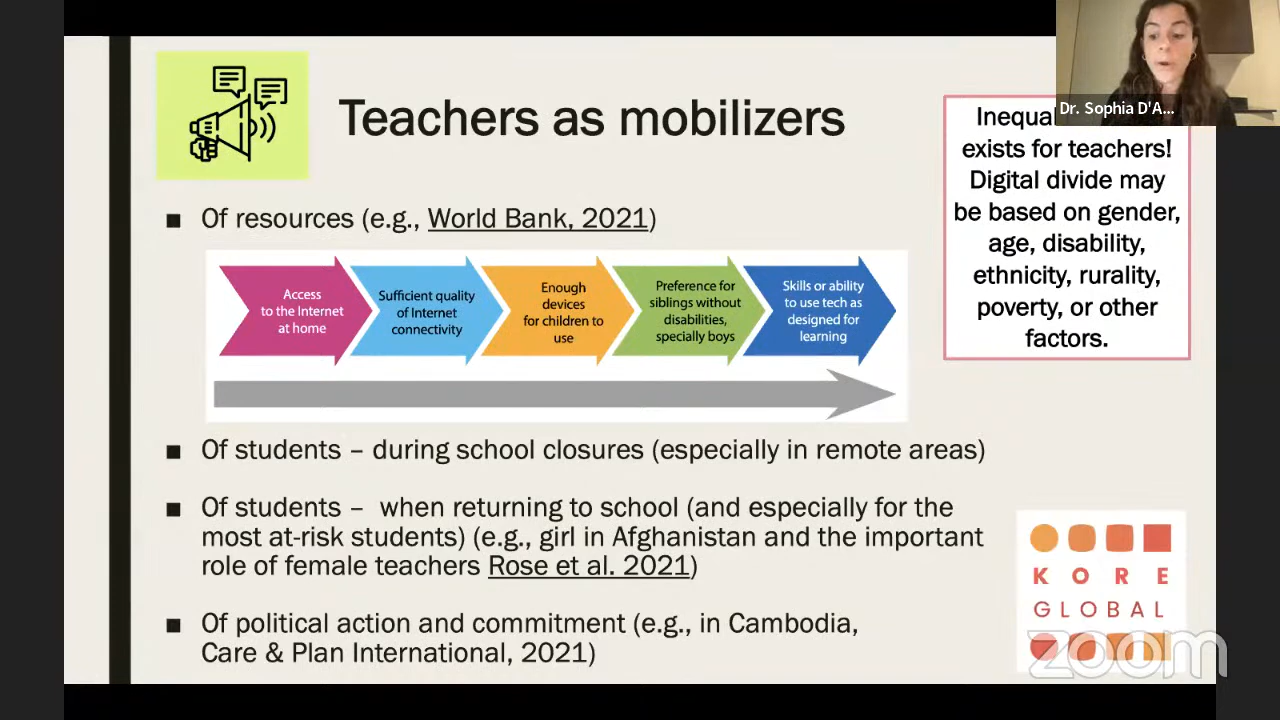 Teachers as mobilizers
Dr. Sophia D'A...
exists for teachers!
Digital divide may
be based on gender,
age, disability,
ethnicity, rurality,
poverty, or other
factors.
■ Of resources (e.g., World Bank, 2021)
Access
to the Internet
at home
Sufficient quality
of Internet
connectivity
Enough
devices
for children to
use
Preference for
siblings without
disabilities,
specially boys
Skills or ability
to use tech as
designed for
learning
■ Of students – during school closures (especially in remote areas)
■ Of students – when returning to school (and especially for the
most at-risk students) (e.g., girl in Afghanistan and the important
role of female teachers Rose et al. 2021)
■ Of political action and commitment (e.g., in Cambodia,
Care & Plan International, 2021)
KORE
GLOBAL
zoom